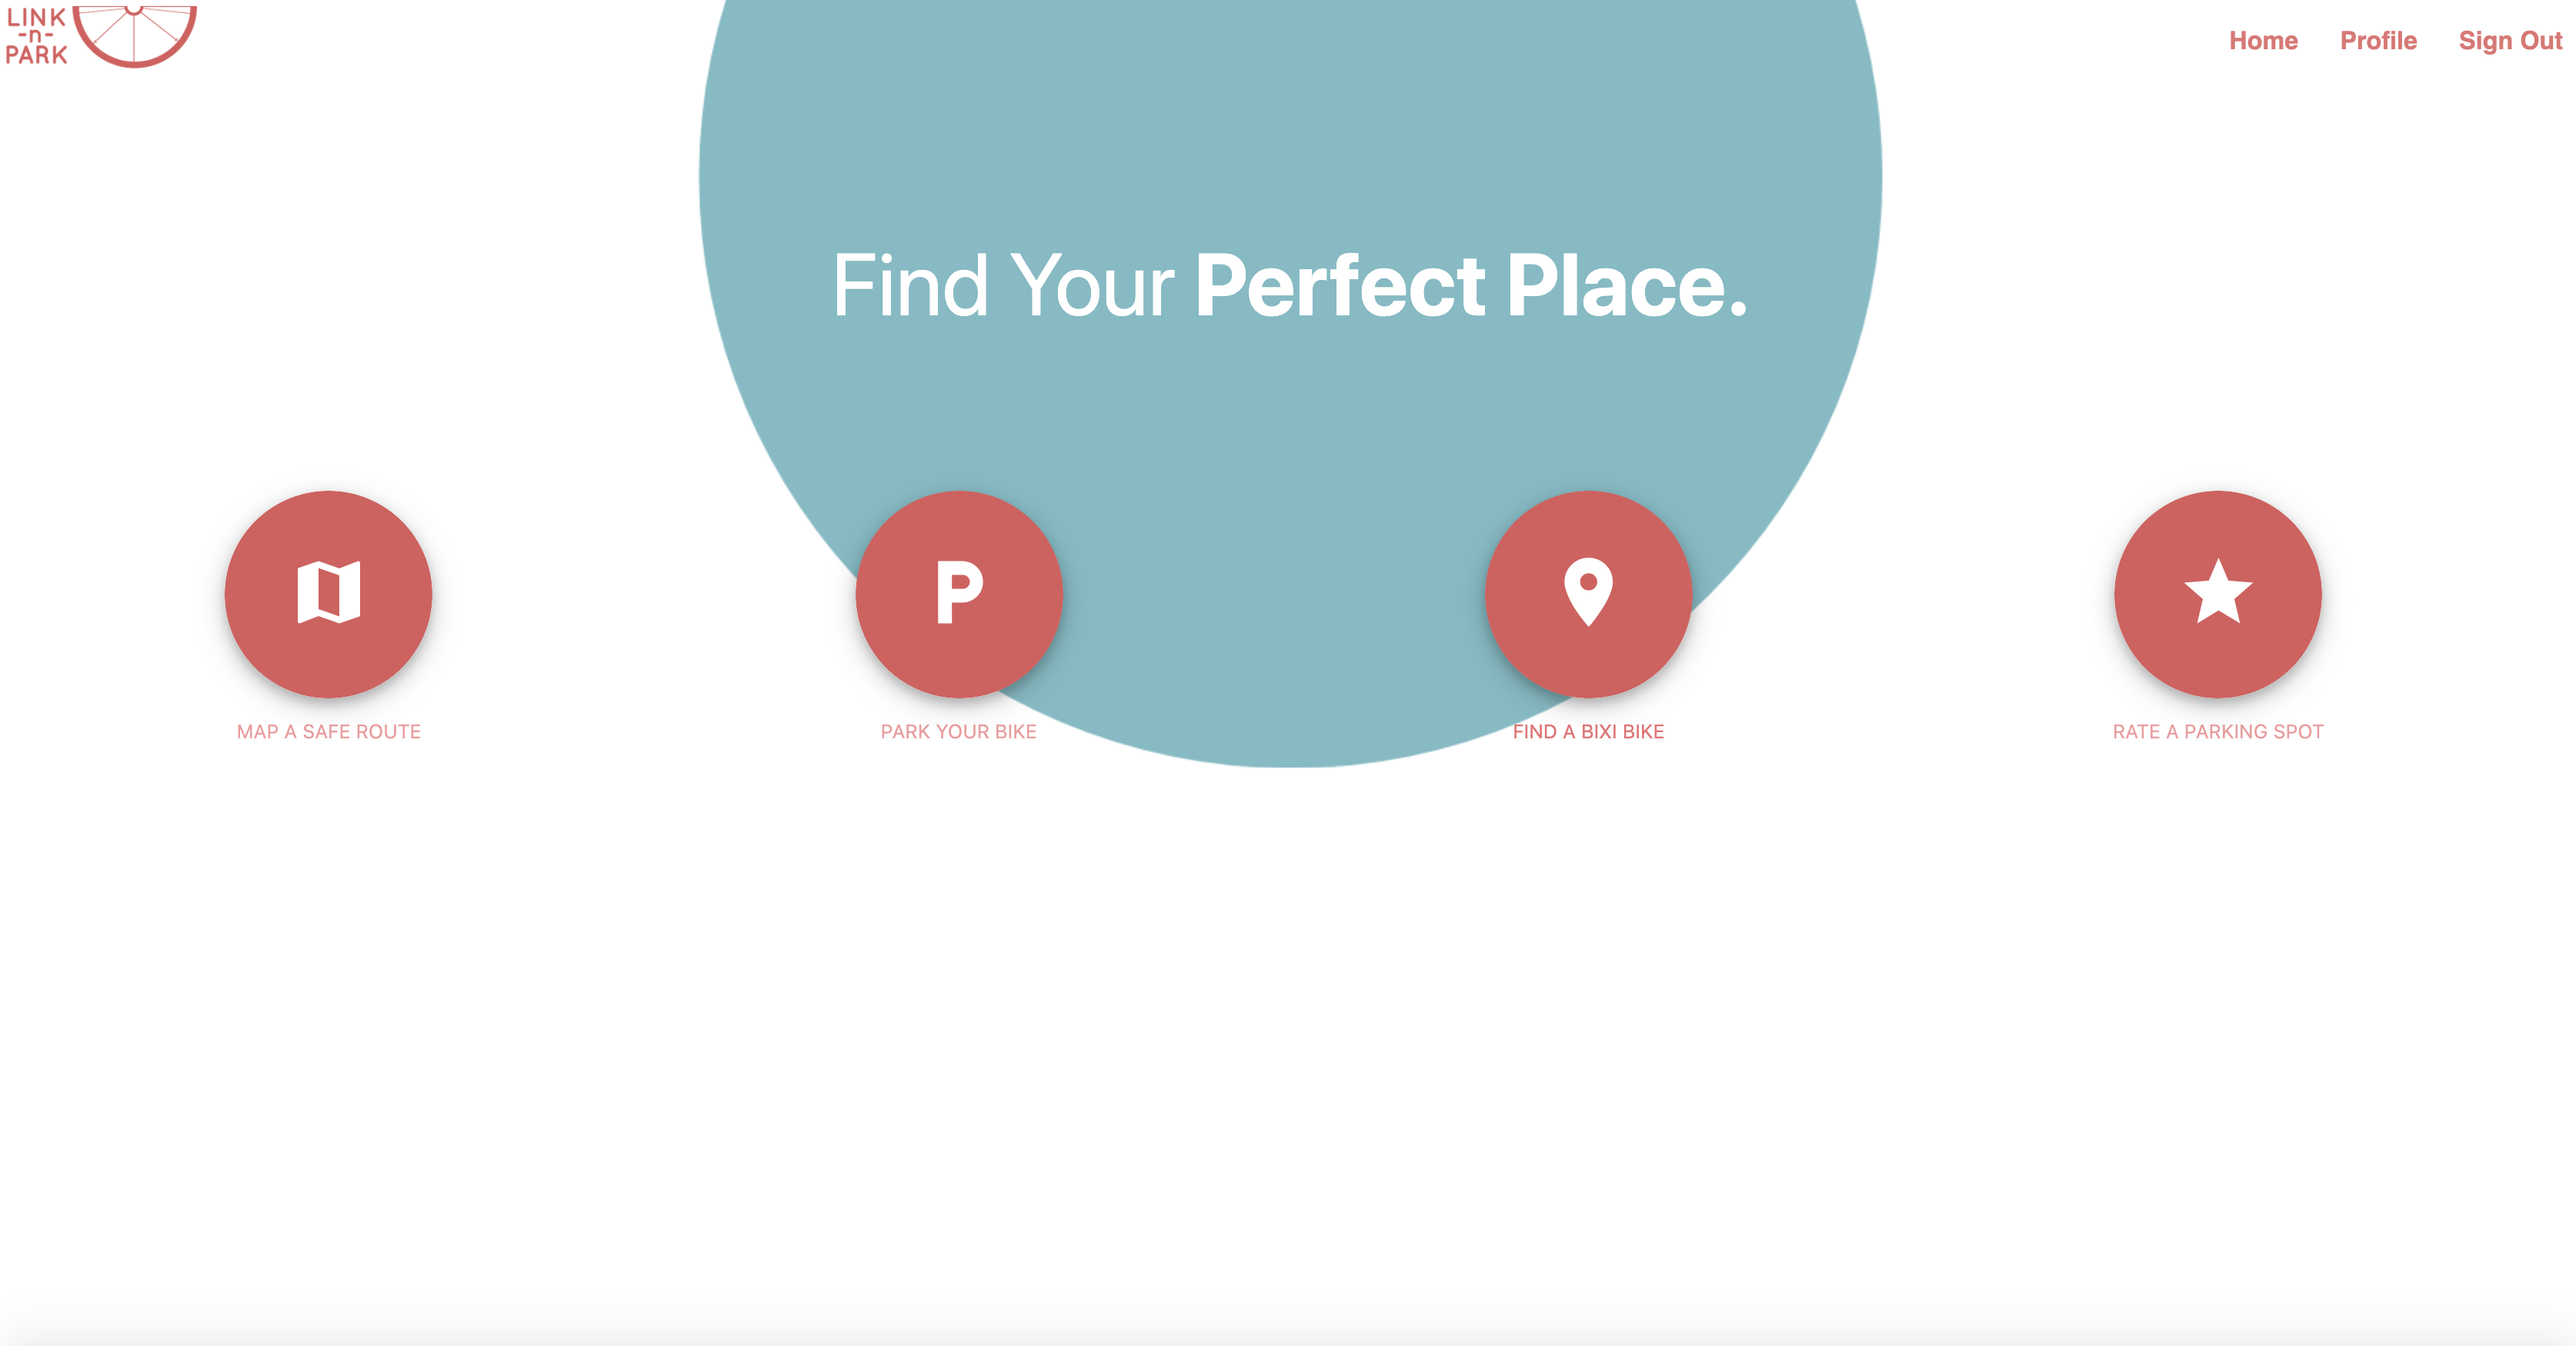 LINK
-n-
PARK
Home Profile Sign Out
Find Your Perfect Place.
P
MAP A SAFE ROUTE
PARK YOUR BIKE
FIND A BIXI BIKE
RATE A PARKING SPOT